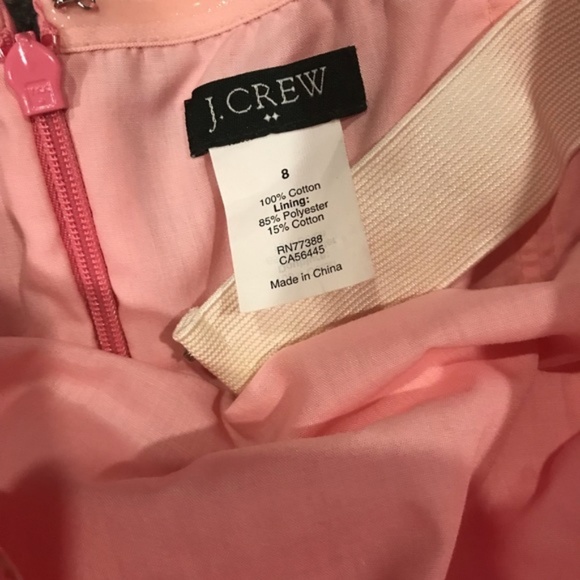 J.CREW
8
100% Cotton
Lining:
85% Polyester
15% Cotton
RN77388
CA56445
Made in China